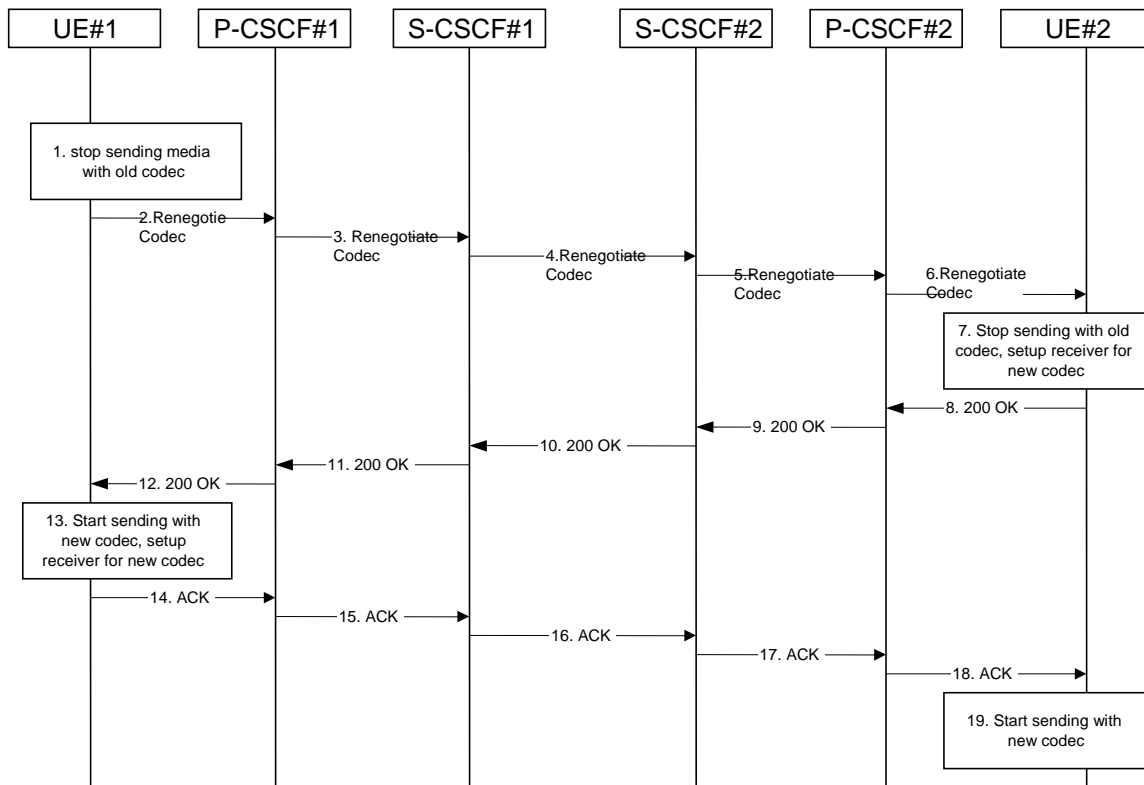 UE#1
P-CSCF#1
S-CSCF#1
S-CSCF#2
P-CSCF#2
UE#2
1. stop sending media
with old codec
2.Renegotie
Codec
3. Renegotiate
Codec
4.Renegotiate
Codec
5.Renegotiate
Codec
6.Renegotiate
Codec
7. Stop sending with old
codec, setup receiver for
new codec
8. 200 OK
9. 200 OK
10. 200 OK
11. 200 OK
12. 200 OK
13. Start sending with
new codec, setup
receiver for new codec
14. ACK
15. ACK
16. ACK
17. ACK
18. ACK
19. Start sending with
new codec